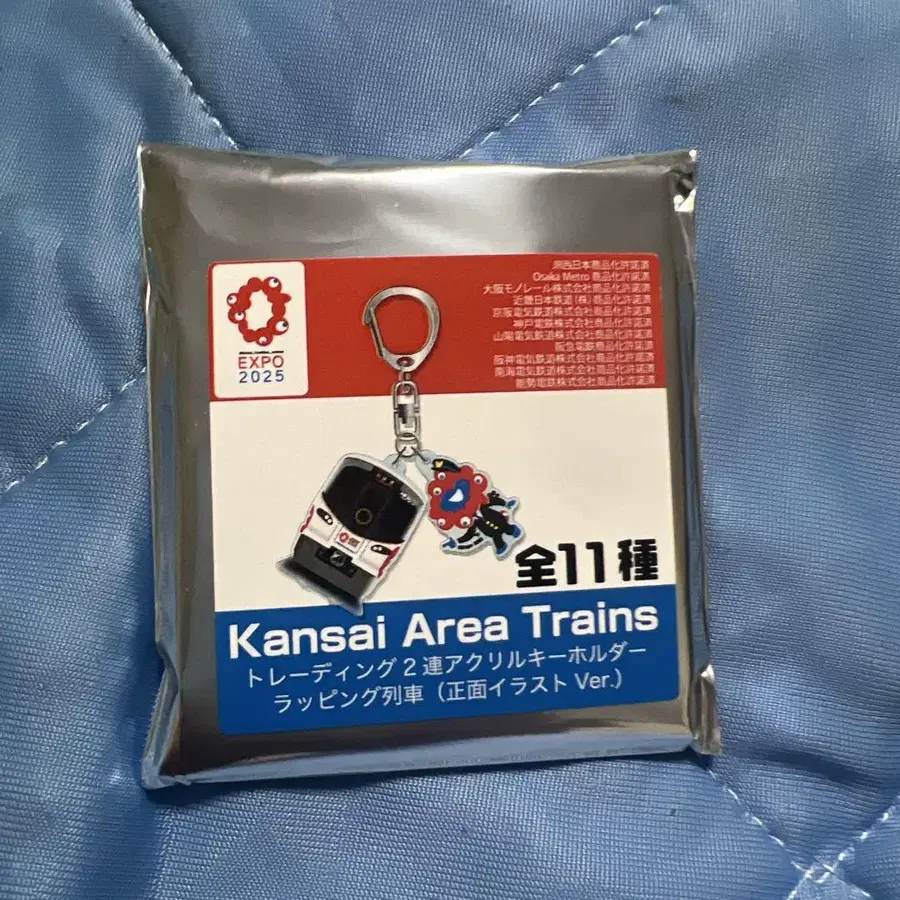 EXPO
2025
JR西日本商品化許諾済
Osaka Metro 商品化許諾済
大阪モノレール株式会社商品化許諾済
近畿日本鉄道(株)商品化許諾済
京阪電気鉄道株式会社商品化許諾済
神戸電鉄株式会社商品化許諾済
山陽電気鉄道株式会社商品化許諾済
阪急電鉄株式会社商品化許諾済
阪神電気鉄道株式会社商品化許諾済
南海電気鉄道株式会社商品化許諾済
能勢電鉄株式会社商品化許諾済
全11種
Kansai Area Trains
トレーディング2連アクリルキーホルダー
ラッピング列車(正面イラスト Ver.)